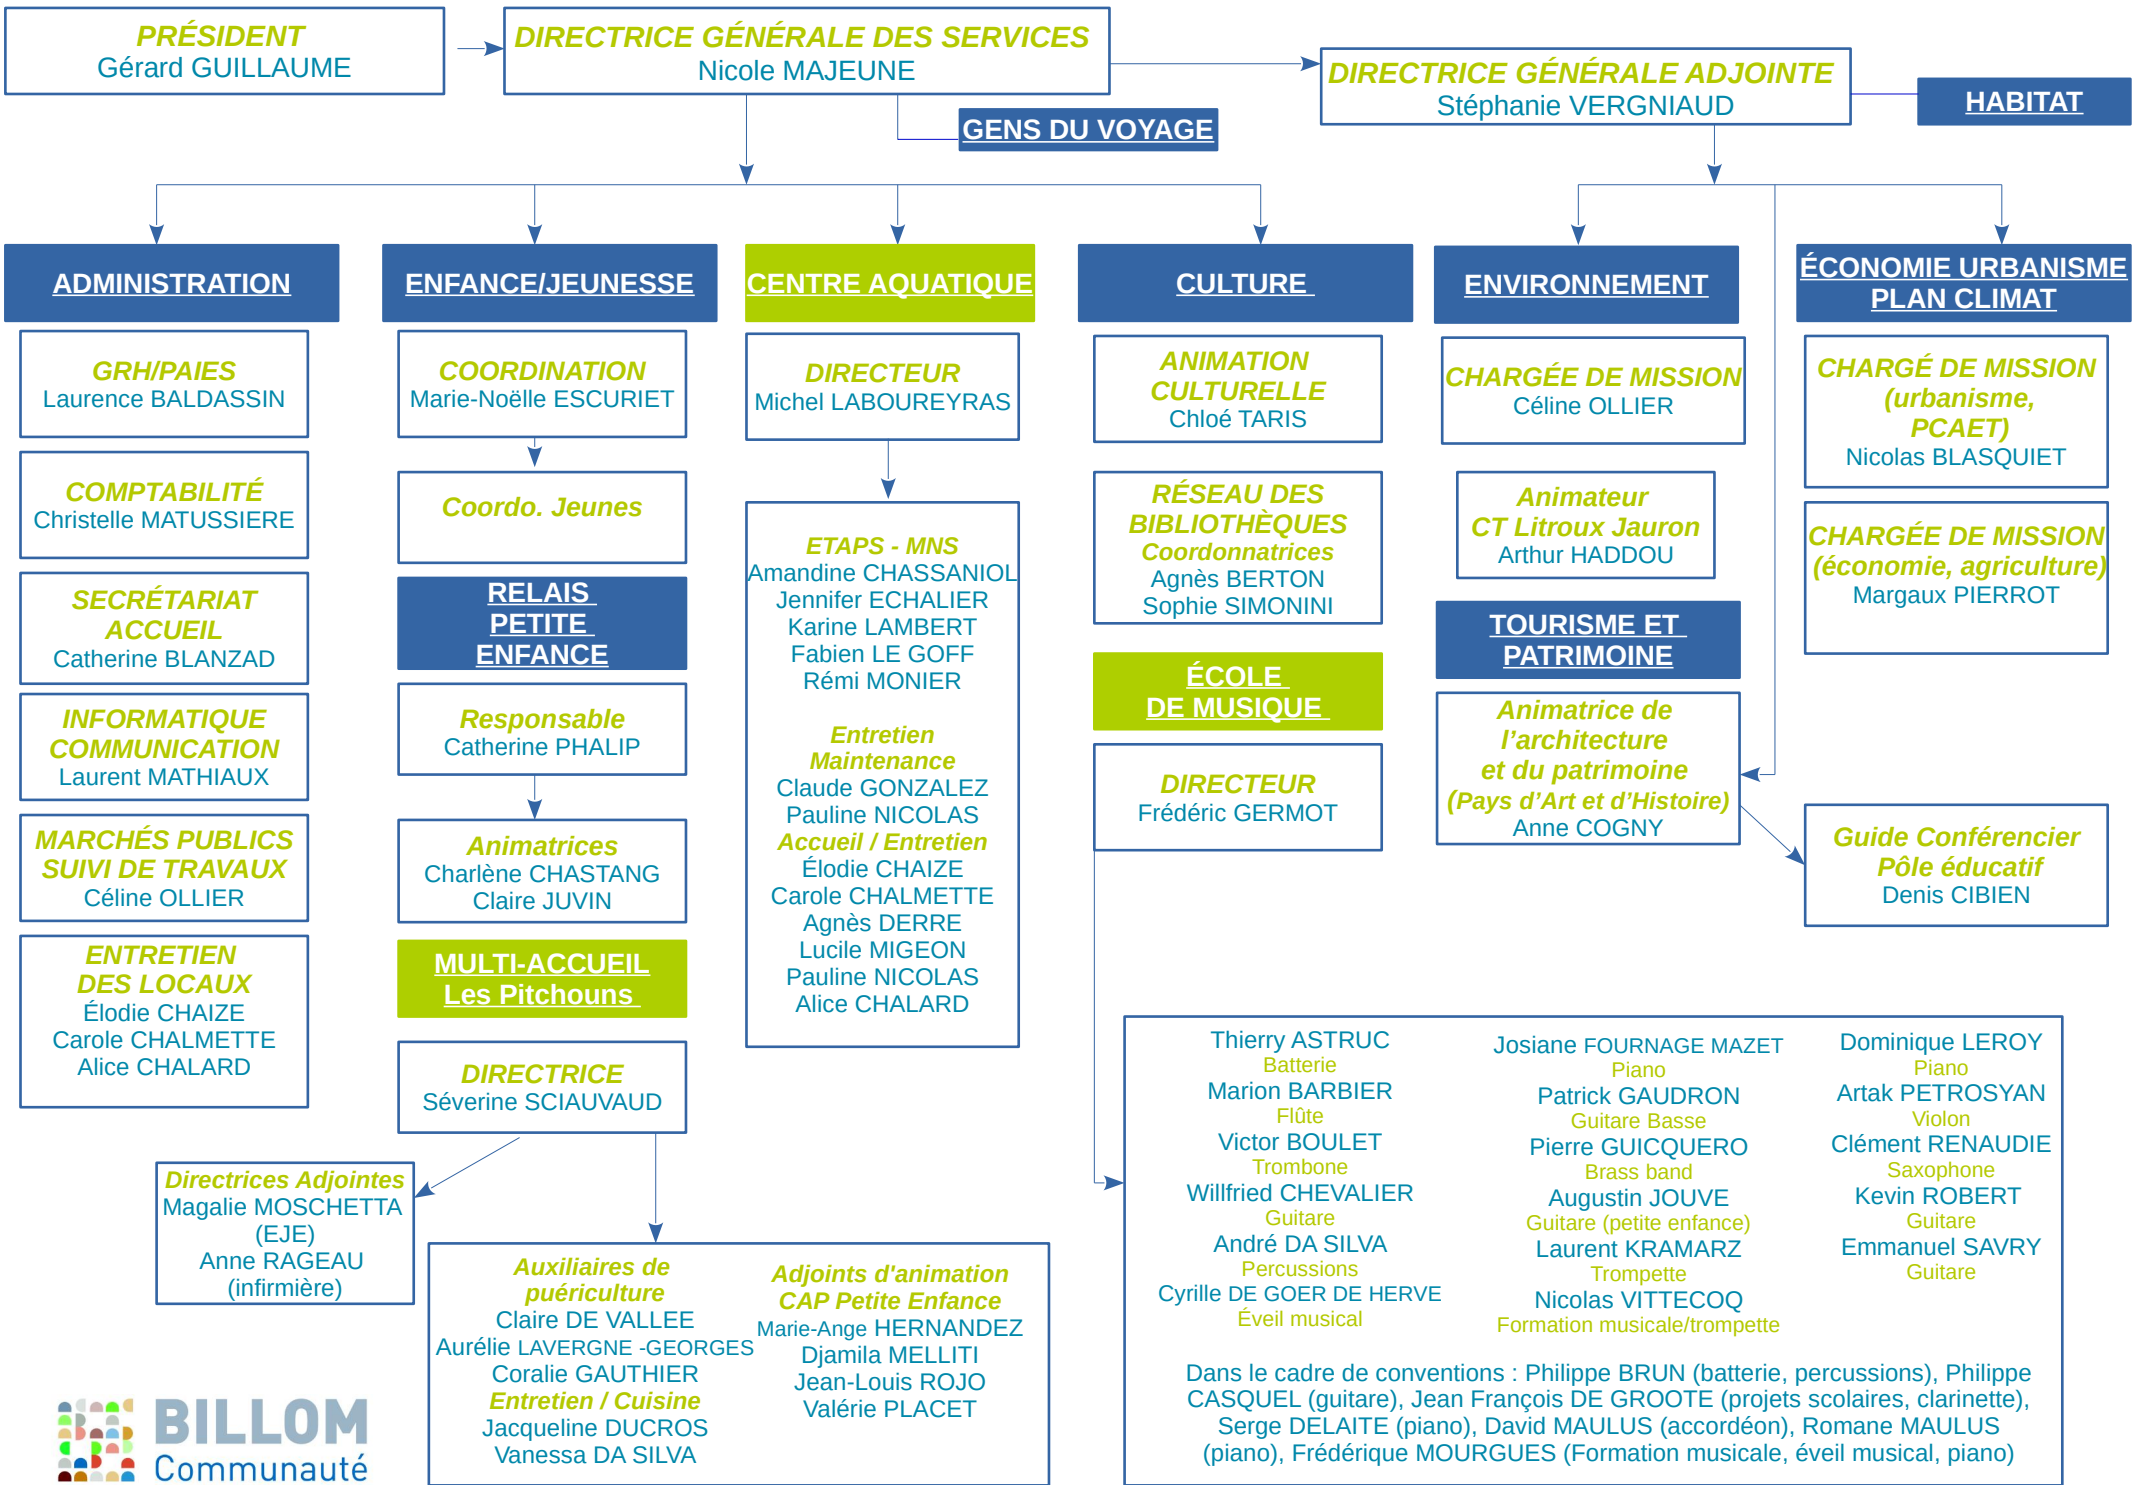 PRÉSIDENT
Gérard GUILLAUME
DIRECTRICE GÉNÉRALE DES SERVICES
Nicole MAJEUNE
DIRECTRICE GÉNÉRALE ADJOINTE
Stéphanie VERGNIAUD
HABITAT
GENS DU VOYAGE
ADMINISTRATION
GRH/PAIES
Laurence BALDASSIN
COMPTABILITÉ
Christelle MATUSSIERE
SECRÉTARIAT
ACCUEIL
Catherine BLANZAD
INFORMATIQUE
COMMUNICATION
Laurent MATHIAUX
MARCHÉS PUBLICS
SUIVI DE TRAVAUX
Céline OLLIER
ENTRETIEN
DES LOCAUX
Élodie CHAIZE
Carole CHALMETTE
Alice CHALARD
ENFANCE/JEUNESSE
COORDINATION
Marie-Noëlle ESCURIET
Coordo. Jeunes
RELAIS
PETITE
ENFANCE
Responsable
Catherine PHALIP
Animatrices
Charlène CHASTANG
Claire JUVIN
MULTI-ACCUEIL
Les Pitchouns
DIRECTRICE
Séverine SCIAUVAUD
Directrices Adjointes
Magalie MOSCHETTA
(EJE)
Anne RAGEAU
(infirmière)
Auxiliaires de
puériculture
Claire DE VALLEE
Aurélie LAVERGNE -GEORGES
Coralie GAUTHIER
Entretien / Cuisine
Jacqueline DUCROS
Vanessa DA SILVA
Adjoints d'animation
CAP Petite Enfance
Marie-Ange HERNANDEZ
Djamila MELLITI
Jean-Louis ROJO
Valérie PLACET
CENTRE AQUATIQUE
DIRECTEUR
Michel LABOUREYRAS
ETAPS - MNS
Amandine CHASSANIOL
Jennifer ECHALIER
Karine LAMBERT
Fabien LE GOFF
Rémi MONIER
Entretien
Maintenance
Claude GONZALEZ
Pauline NICOLAS
Accueil / Entretien
Élodie CHAIZE
Carole CHALMETTE
Agnès DERRE
Lucile MIGEON
Pauline NICOLAS
Alice CHALARD
CULTURE
ANIMATION
CULTURELLE
Chloé TARIS
RÉSEAU DES
BIBLIOTHÈQUES
Coordonnatrices
Agnès BERTON
Sophie SIMONINI
ÉCOLE
DE MUSIQUE
DIRECTEUR
Frédéric GERMOT
Thierry ASTRUC
Batterie
Marion BARBIER
Flûte
Victor BOULET
Trombone
Willfried CHEVALIER
Guitare
André DA SILVA
Percussions
Cyrille DE GOER DE HERVE
Éveil musical
Josiane FOURNAGE MAZET
Piano
Patrick GAUDRON
Guitare Basse
Pierre GUICQUERO
Brass band
Augustin JOUVE
Guitare (petite enfance)
Laurent KRAMARZ
Trompette
Nicolas VITTECOQ
Formation musicale/trompette
Dominique LEROY
Piano
Artak PETROSYAN
Violon
Clément RENAUDIE
Saxophone
Kevin ROBERT
Guitare
Emmanuel SAVRY
Guitare
Dans le cadre de conventions : Philippe BRUN (batterie, percussions), Philippe
CASQUEL (guitare), Jean François DE GROOTE (projets scolaires, clarinette),
Serge DELAITE (piano), David MAULUS (accordéon), Romane MAULUS
(piano), Frédérique MOURGUES (Formation musicale, éveil musical, piano)
ENVIRONNEMENT
CHARGÉE DE MISSION
Céline OLLIER
Animateur
CT Litroux Jauron
Arthur HADDOU
TOURISME ET
PATRIMOINE
Animatrice de
l’architecture
et du patrimoine
(Pays d’Art et d’Histoire)
Anne COGNY
ÉCONOMIE URBANISME
PLAN CLIMAT
CHARGÉ DE MISSION
(urbanisme,
PCAET)
Nicolas BLASQUIET
CHARGÉE DE MISSION
(économie, agriculture)
Margaux PIERROT
Guide Conférencier
Pôle éducatif
Denis CIBIEN
BILLOM
Communauté